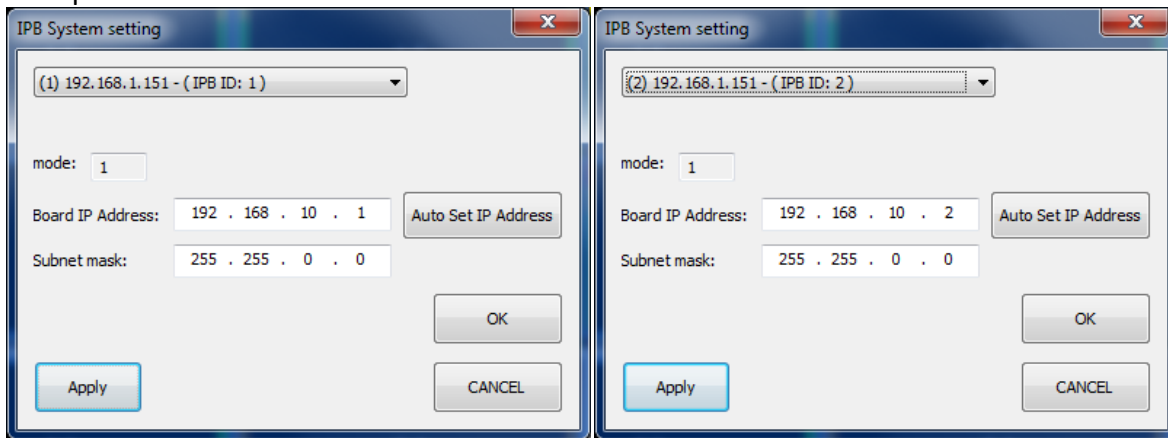 IPB System setting
(1) 192.168.1.151 - ( IPB ID: 1 )
mode: 1
Board IP Address: 192 . 168 . 10 . 1 Auto Set IP Address
Subnet mask: 255 . 255 . 0 . 0
OK
Apply CANCEL
IPB System setting
(2) 192.168.1.151 - ( IPB ID: 2 )
mode: 1
Board IP Address: 192 . 168 . 10 . 2 Auto Set IP Address
Subnet mask: 255 . 255 . 0 . 0
OK
Apply CANCEL